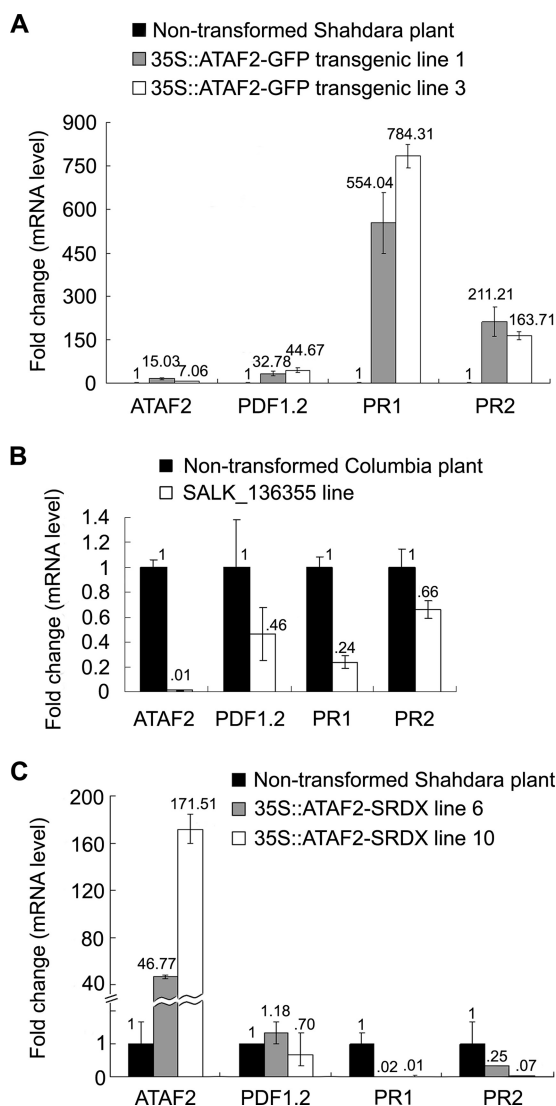 A
Non-transformed Shahdara plant
35S::ATAF2-GFP transgenic line 1
35S::ATAF2-GFP transgenic line 3
Fold change (mRNA level)
900
750
600
450
300
150
0
1 15.03 7.06
1 32.78 44.67
1 554.04 784.31
1 211.21 163.71
ATAF2 PDF1.2 PR1 PR2
B
Non-transformed Columbia plant
SALK_136355 line
Fold change (mRNA level)
1.4
1.2
1
0.8
0.6
0.4
0.2
0
1 .01
1 .46
1 .24
1 .66
ATAF2 PDF1.2 PR1 PR2
C
Non-transformed Shahdara plant
35S::ATAF2-SRDX line 6
35S::ATAF2-SRDX line 10
Fold change (mRNA level)
200
160
120
80
40
1
0
1 46.77 171.51
1 1.18 .70
1 .02 .01
1 .25 .07
ATAF2 PDF1.2 PR1 PR2